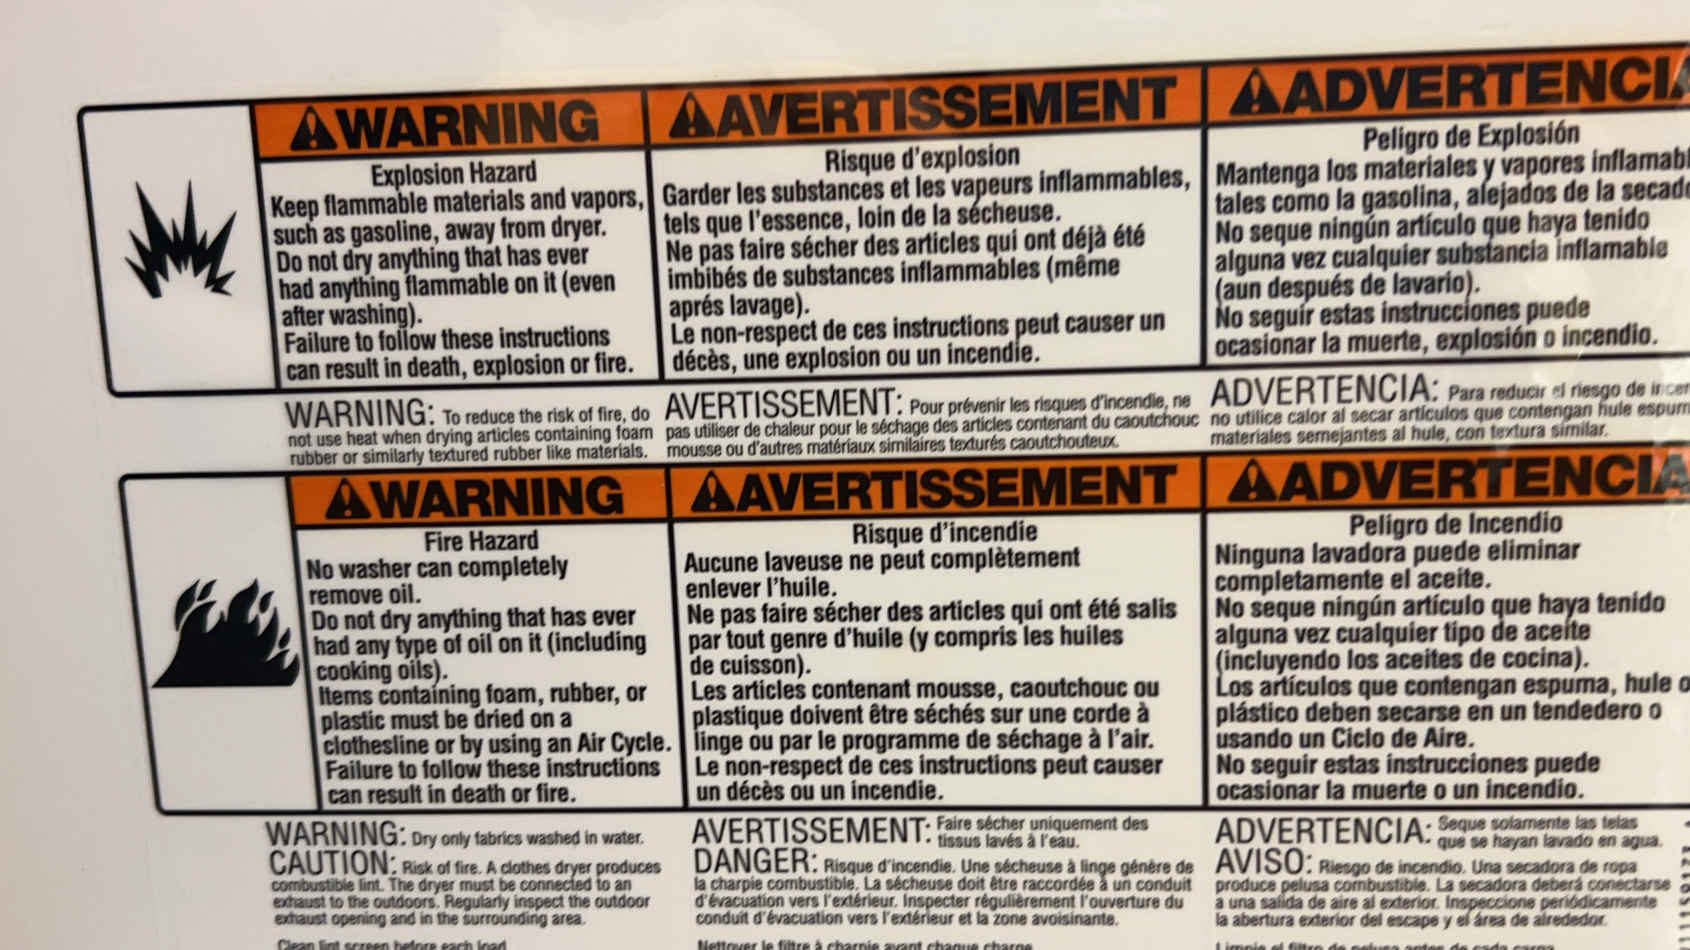 WARNING
Explosion Hazard
Keep flammable materials and vapors,
such as gasoline, away from dryer.
Do not dry anything that has ever
had anything flammable on it (even
after washing).
Failure to follow these instructions
can result in death, explosion or fire.
AVERTISSEMENT
Risque d'explosion
Garder les substances et les vapeurs inflammables,
tels que l'essence, loin de la sécheuse.
Ne pas faire sécher des articles qui ont déjà été
imbibés de substances inflammables (même
aprés lavage).
Le non-respect de ces instructions peut causer un
décès, une explosion ou un incendie.
ADVERTENCIA
Peligro de Explosión
Mantenga los materiales y vapores
tales como la gasolina, alejados de la
No seque ningún artículo que haya tenido
alguna vez cualquier substancia inflamable
(aun después de lavario).
No seguir estas instrucciones puede
ocasionar la muerte, explosión o incendio.
WARNING: To reduce the risk of fire, do
not use heat when drying articles containing foam
rubber or similarly textured rubber like materials.
AVERTISSEMENT: Pour prévenir les risques d'incendie, ne
pas utiliser de chaleur pour le séchage des articles contenant du caoutchouc
mousse ou d'autres matériaux similaires texturés caoutchouteux.
ADVERTENCIA: Para reducir el riesgo de
no utilice calor al secar artículos que contengan hule
materiales semejantes al hule, con textura similar.
WARNING
Fire Hazard
No washer can completely
remove oil.
Do not dry anything that has ever
had any type of oil on it (including
cooking oils).
Items containing foam, rubber, or
plastic must be dried on a
clothesline or by using an Air Cycle.
Failure to follow these instructions
can result in death or fire.
AVERTISSEMENT
Risque d'incendie
Aucune laveuse ne peut complètement
enlever l'huile.
Ne pas faire sécher des articles qui ont été salis
par tout genre d'huile (y compris les huiles
de cuisson).
Les articles contenant mousse, caoutchouc ou
plastique doivent être séchés sur une corde à
linge ou par le programme de séchage à l'air.
Le non-respect de ces instructions peut causer
un décès ou un incendie.
ADVERTENCIA
Peligro de Incendio
Ninguna lavadora puede eliminar
completamente el aceite.
No seque ningún artículo que haya tenido
alguna vez cualquier tipo de aceite
(incluyendo los aceites de cocina).
Los artículos que contengan espuma, hule o
plástico deben secarse en un tendedero o
usando un Ciclo de Aire.
No seguir estas instrucciones puede
ocasionar la muerte o un incendio.
WARNING: Dry only fabrics washed in water.
CAUTION: Risk of fire. A clothes dryer produces
combustible lint. The dryer must be connected to an
exhaust to the outdoors. Regularly inspect the outdoor
exhaust opening and in the surrounding area.
Clean lint screen before each load
AVERTISSEMENT: Faire sécher uniquement des
tissus lavés à l'eau.
DANGER: Risque d'incendie. Une sécheuse à linge génère de
la charpie combustible. La sécheuse doit être raccordée à un conduit
d'évacuation vers l'extérieur. Inspecter régulièrement l'ouverture du
conduit d'évacuation vers l'extérieur et la zone avoisinante.
Nettoyer le filtre à charpie avant chaque charge
ADVERTENCIA: Seque solamente las telas
que se hayan lavado en agua.
AVISO: Riesgo de incendio. Una secadora de ropa
produce pelusa combustible. La secadora deberá conectarse
a una salida de aire al exterior. Inspeccione periódicamente
la abertura exterior del escape y el área de alrededor.
Limpie el filtro de pelusa antes de cada carga